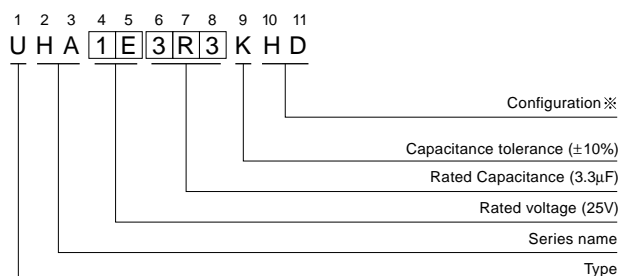 1 2 3 4 5 6 7 8 9 10 11
U H A 1 E 3 R 3 K H D
Configuration※
Capacitance tolerance (±10%)
Rated Capacitance (3.3µF)
Rated voltage (25V)
Series name
Type